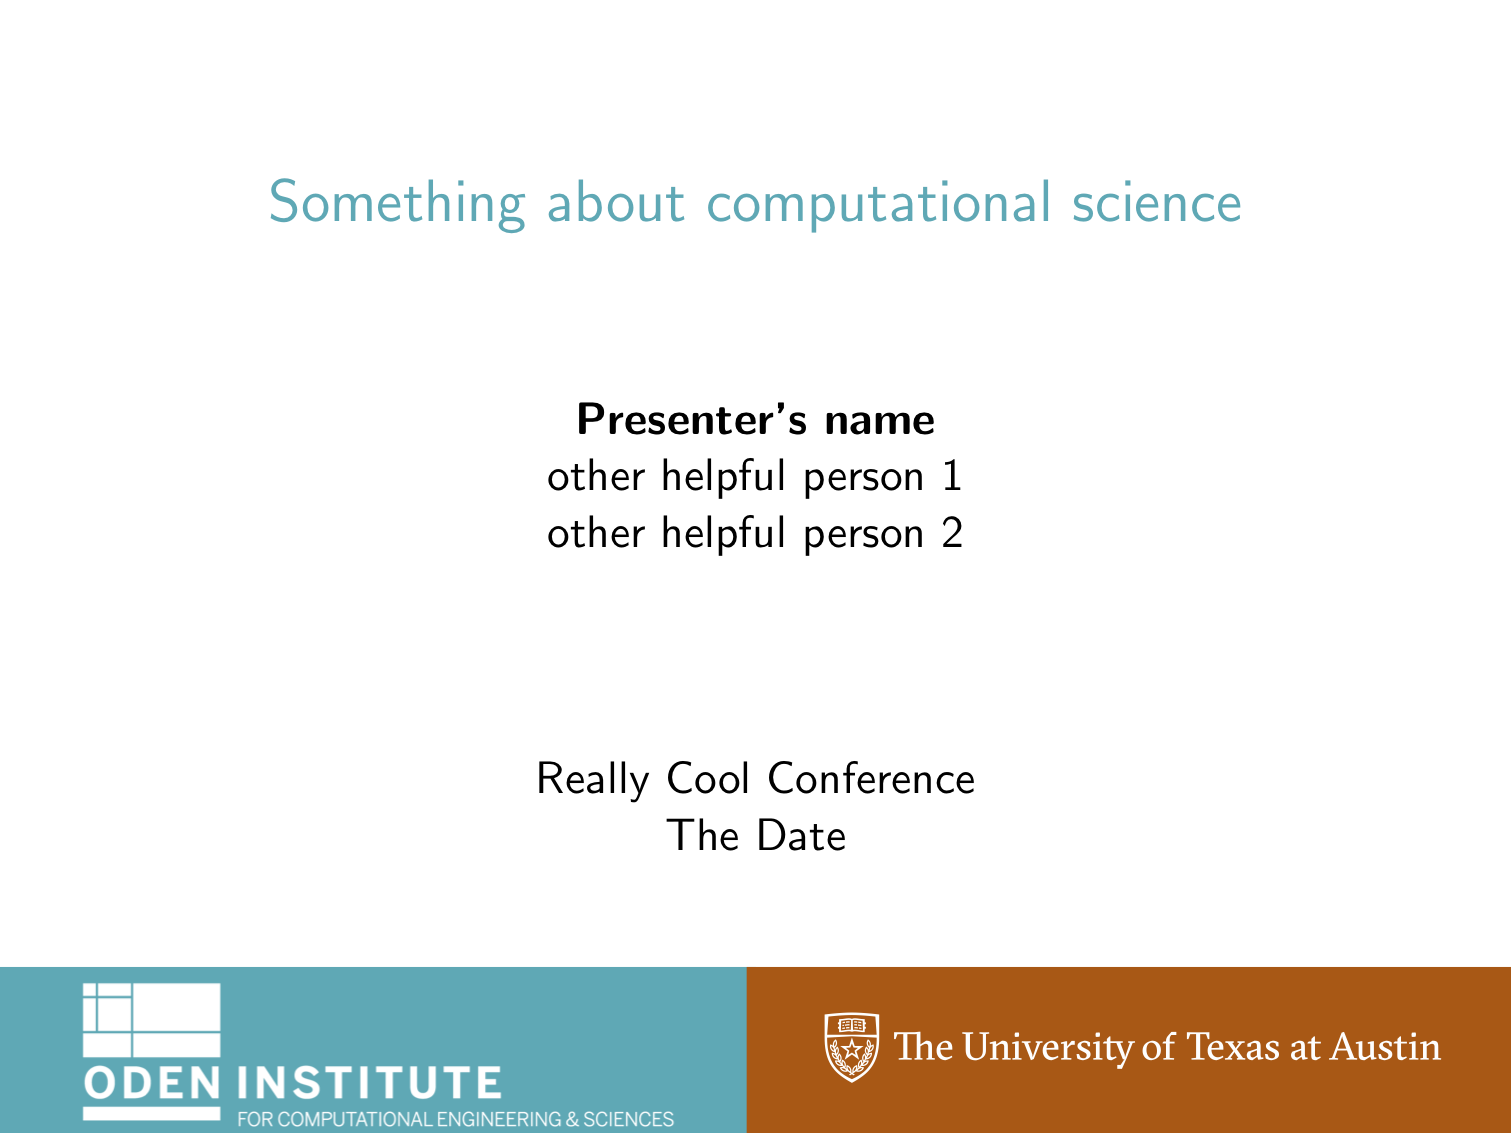 Something about computational science
Presenter's name
other helpful person 1
other helpful person 2
Really Cool Conference
The Date
ODEN INSTITUTE
FOR COMPUTATIONAL ENGINEERING & SCIENCES
The University of Texas at Austin